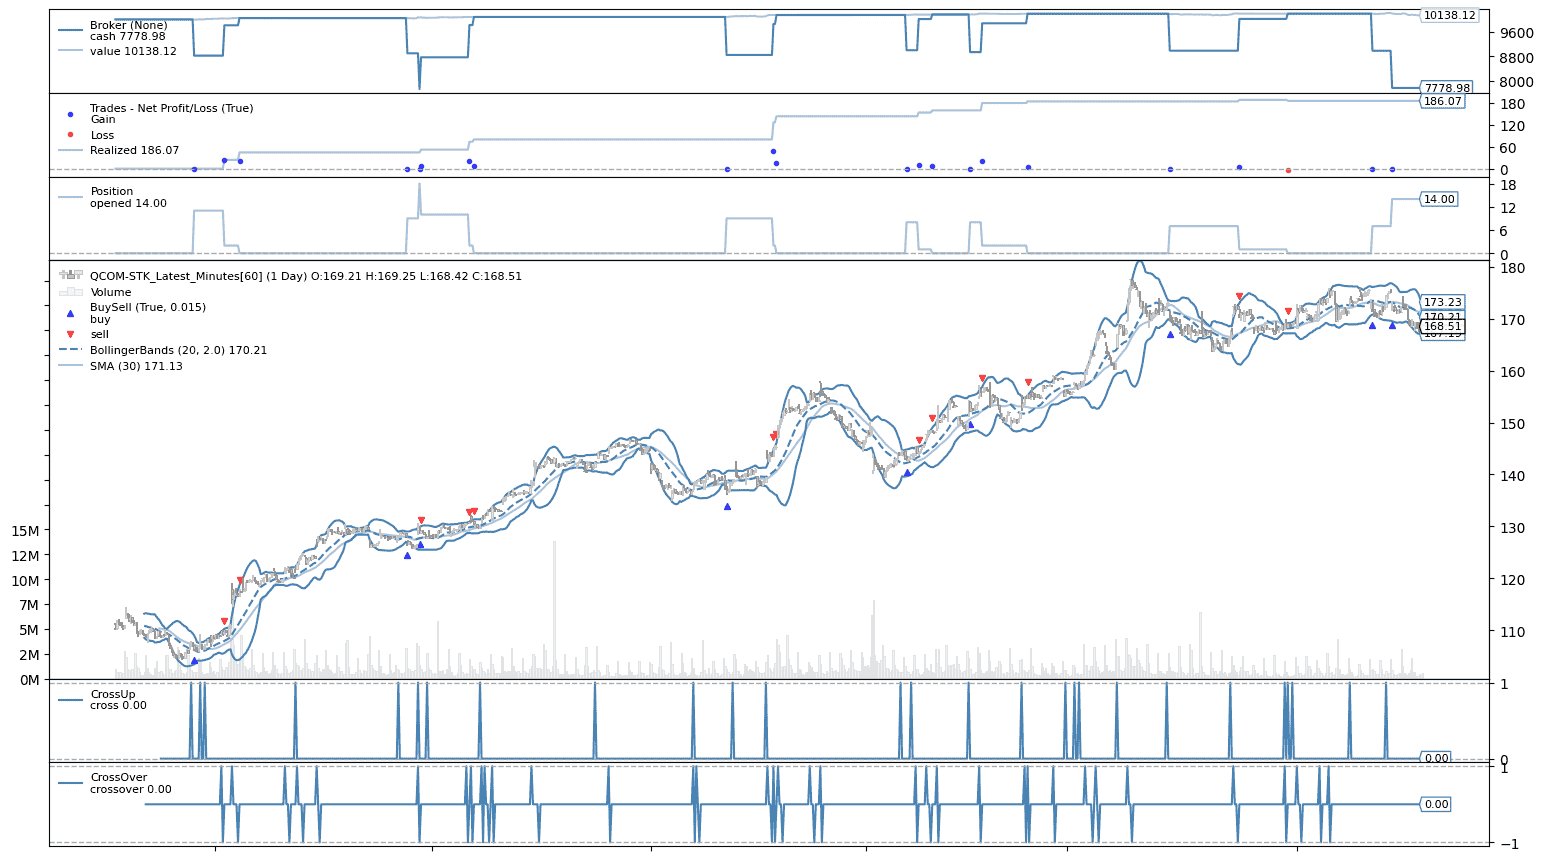 Broker (None)
cash 7778.98
value 10138.12
10138.12
9600
8800
8000
7778.98
Trades - Net Profit/Loss (True)
Gain
Loss
Realized 186.07
186.07
180
120
60
0
Position
opened 14.00
18
14.00
12
6
0
QCOM-STK_Latest_Minutes[60] (1 Day) O:169.21 H:169.25 L:168.42 C:168.51
Volume
BuySell (True, 0.015)
buy
sell
BollingerBands (20, 2.0) 170.21
SMA (30) 171.13
180
173.23
170.21
170
168.51
167.19
160
150
140
130
120
110
15M
12M
10M
7M
5M
2M
0M
CrossUp
cross 0.00
1
0.00
0
CrossOver
crossover 0.00
1
0.00
−1